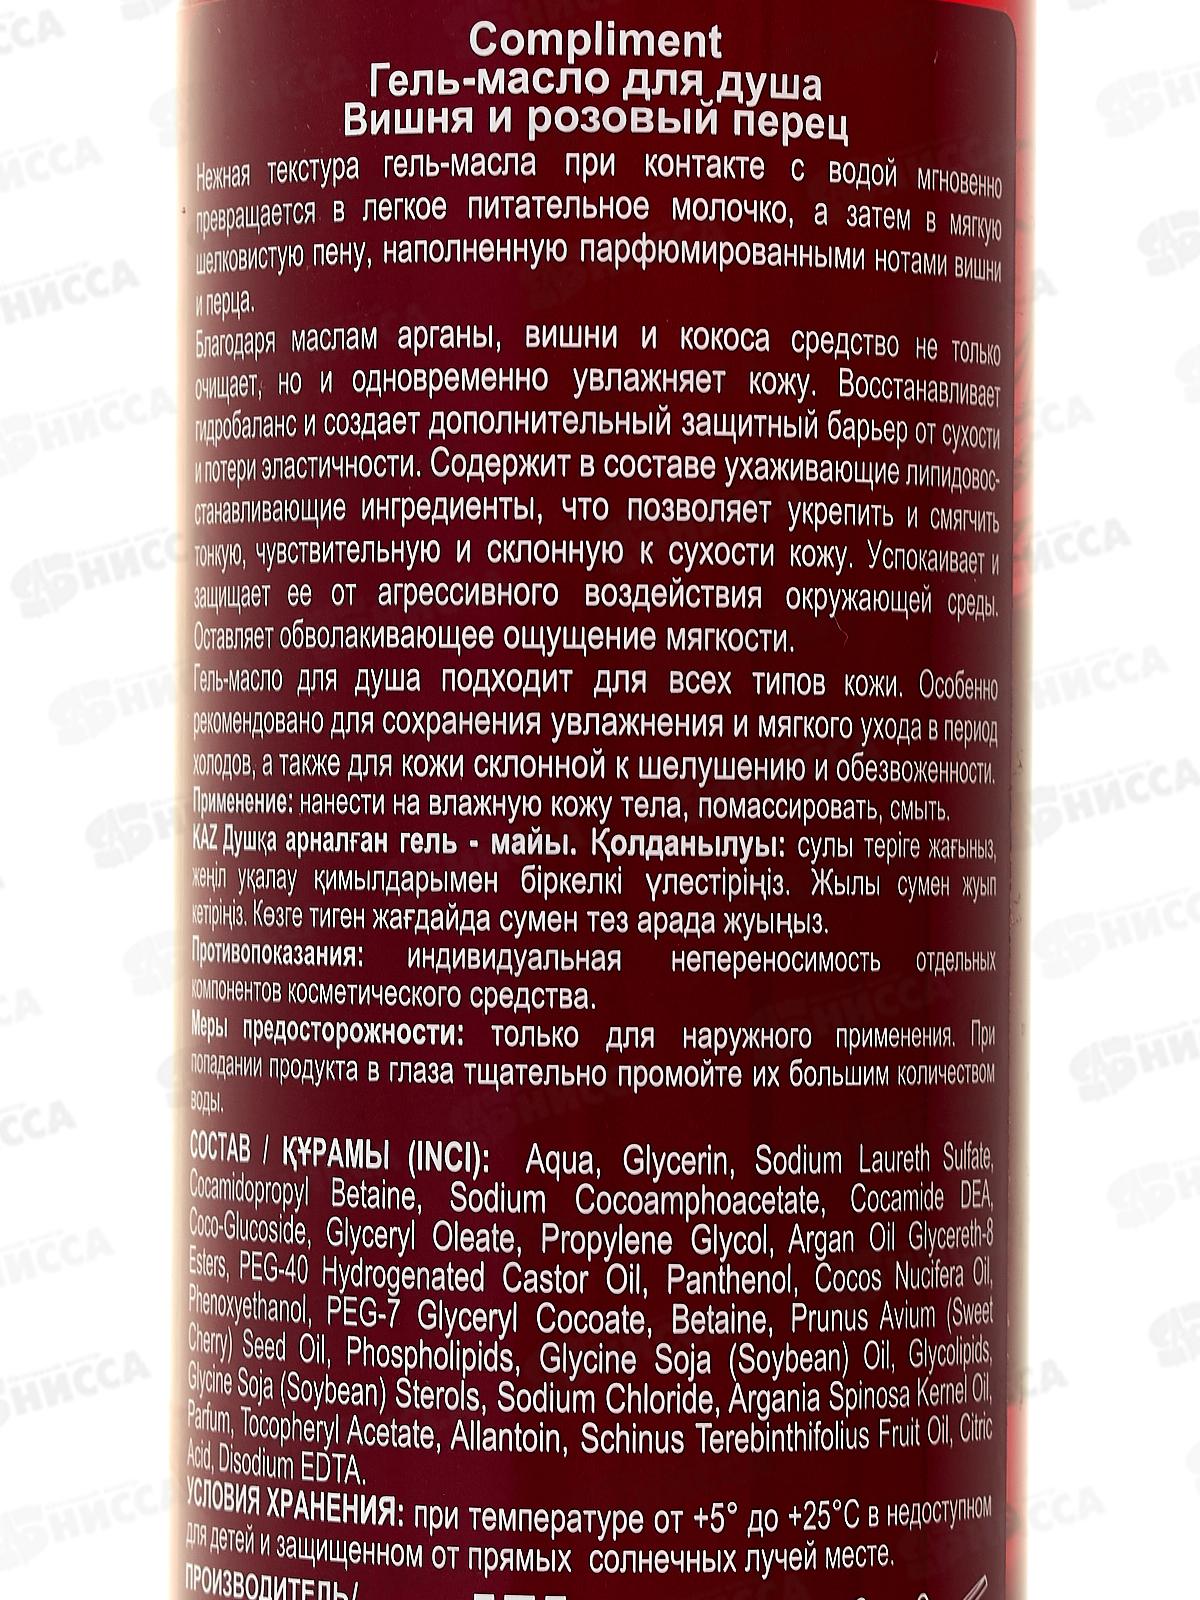 Compliment
Гель-масло для душа
Вишня и розовый перец
Нежная текстура гель-масла при контакте с водой мгновенно
превращается в легкое питательное молочко, а затем в мягкую
шелковистую пену, наполненную парфюмированными нотами вишни
и перца.
Благодаря маслам арганы, вишни и кокоса средство не только
очищает, но и одновременно увлажняет кожу. Восстанавливает
гидробаланс и создает дополнительный защитный барьер от сухости
и потери эластичности. Содержит в составе ухаживающие липидовос-
станавливающие ингредиенты, что позволяет укрепить и смягчить
тонкую, чувствительную и склонную к сухости кожу. Успокаивает и
защищает ее от агрессивного воздействия окружающей среды.
Оставляет обволакивающее ощущение мягкости.
Гель-масло для душа подходит для всех типов кожи. Особенно
рекомендовано для сохранения увлажнения и мягкого ухода в период
холодов, а также для кожи склонной к шелушению и обезвоженности.
Применение: нанести на влажную кожу тела, помассировать, смыть.
KAZ Душқа арналған гель - майы. Қолданылуы: сулы теріге жағыңыз,
жеңіл уқалау қимылдарымен біркелкі үлестіріңіз. Жылы сумен жуып
кетіріңіз. Көзге тиген жағдайда сумен тез арада жуыңыз.
Противопоказания: индивидуальная непереносимость отдельных
компонентов косметического средства.
Меры предосторожности: только для наружного применения. При
попадании продукта в глаза тщательно промойте их большим количеством
воды.
СОСТАВ / ҚҰРАМЫ (INCI): Aqua, Glycerin, Sodium Laureth Sulfate,
Cocamidopropyl Betaine, Sodium Cocoamphoacetate, Cocamide DEA,
Coco-Glucoside, Glyceryl Oleate, Propylene Glycol, Argan Oil Glycereth-8
Esters, PEG-40 Hydrogenated Castor Oil, Panthenol, Cocos Nucifera Oil,
Phenoxyethanol, PEG-7 Glyceryl Cocoate, Betaine, Prunus Avium (Sweet
Cherry) Seed Oil, Phospholipids, Glycine Soja (Soybean) Oil, Glycolipids,
Glycine Soja (Soybean) Sterols, Sodium Chloride, Argania Spinosa Kernel Oil,
Parfum, Tocopheryl Acetate, Allantoin, Schinus Terebinthifolius Fruit Oil, Citric
Acid, Disodium EDTA.
УСЛОВИЯ ХРАНЕНИЯ: при температуре от +5° до +25°С в недоступном
для детей и защищенном от прямых солнечных лучей месте.
ПРОИЗВОДИТЕЛЬ/